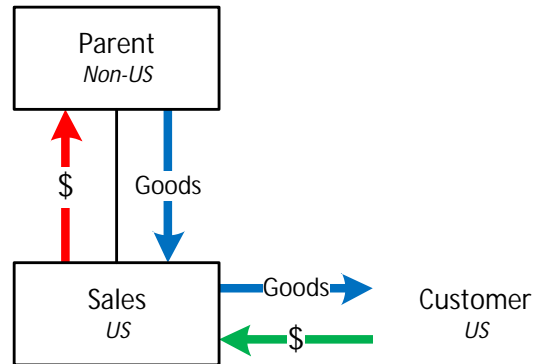 Parent
Non-US
$
Goods
Sales
US
Goods
$
Customer
US